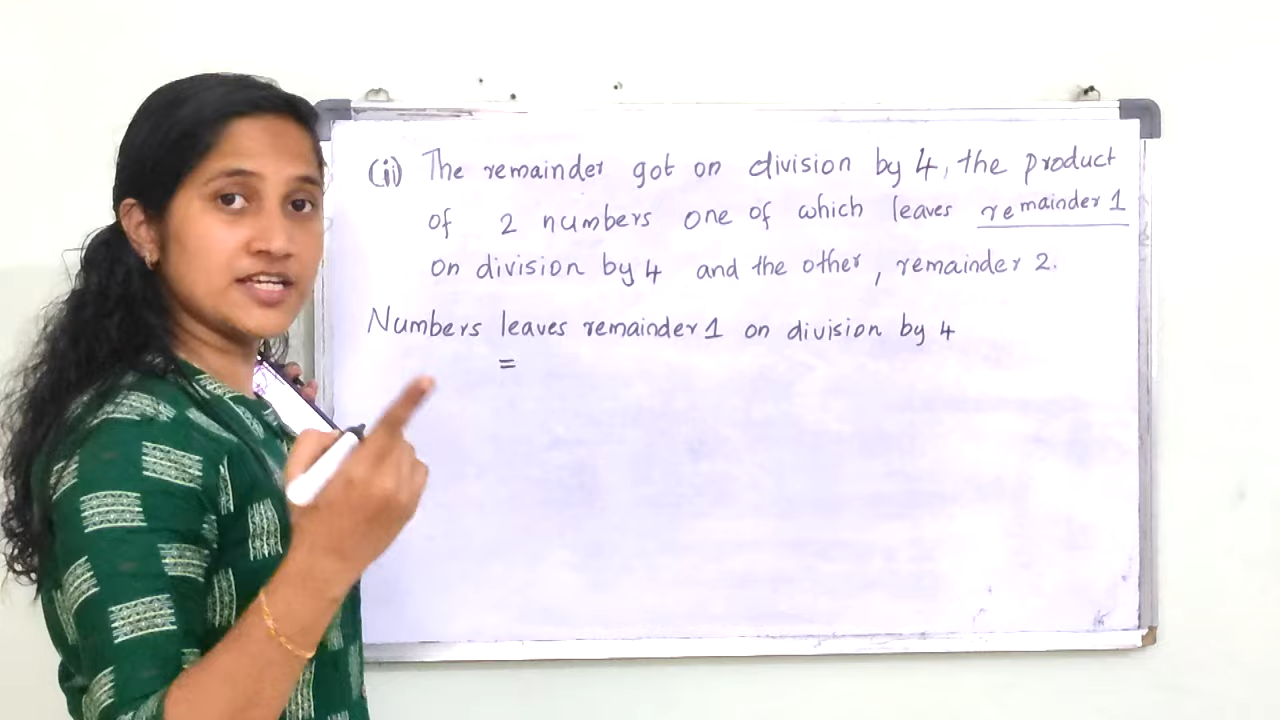 (ii) The remainder got on division by 4, the product
of 2 numbers one of which leaves remainder 1
on division by 4 and the other, remainder 2.
Numbers leaves remainder 1 on division by 4
=